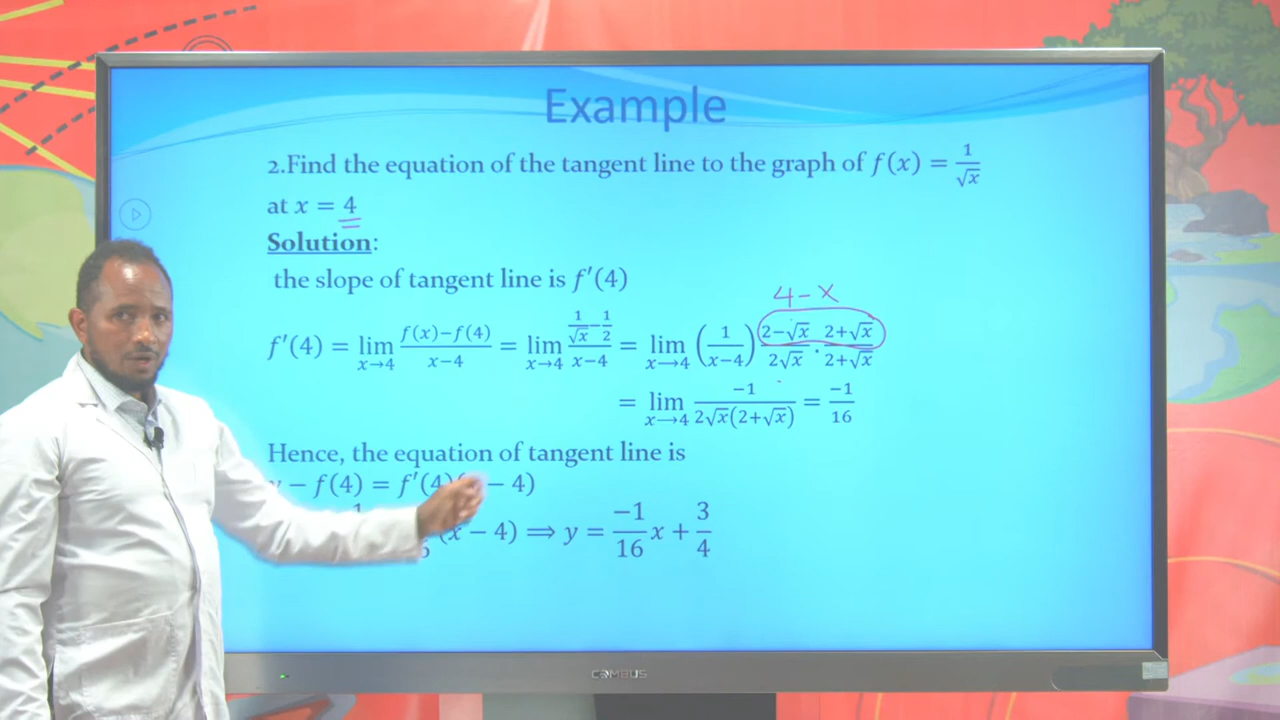 Example
2.Find the equation of the tangent line to the graph of f(x) = 1/√x
at x = 4
Solution:
the slope of tangent line is f′(4)
4-x
f′(4) = lim x→4 (f(x)−f(4))/(x−4) = lim x→4 (1/√x − 1/2)/(x−4) = lim x→4 (1/(x−4)) (2−√x)/(2√x) · (2+√x)/(2+√x)
= lim x→4 −1/(2√x(2+√x)) = −1/16
Hence, the equation of tangent line is
− f(4) = f′(4)( − 4)
(x − 4) ⟹ y = −1/16 x + 3/4
COMBUS